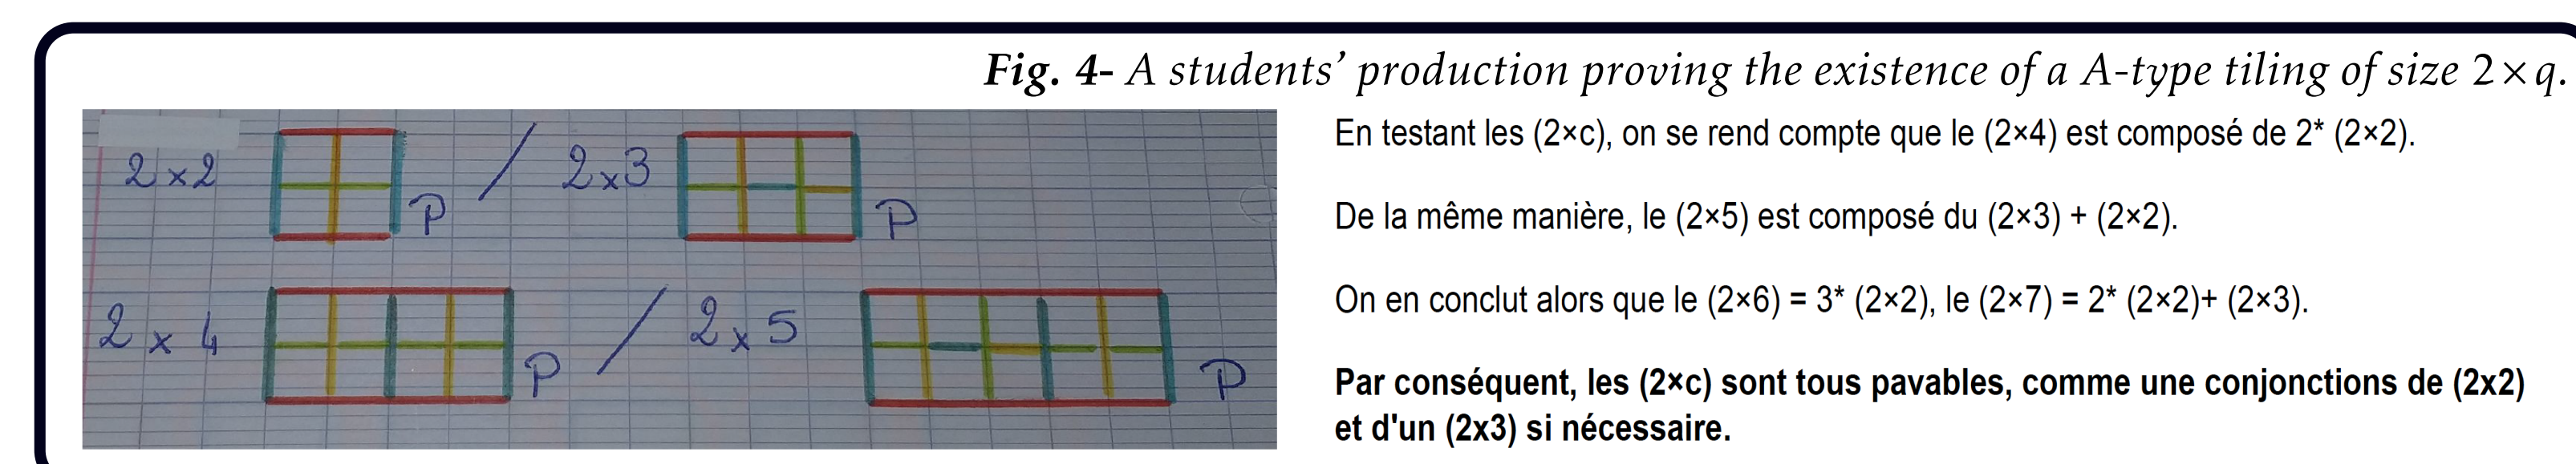 Fig. 4- A students’ production proving the existence of a A-type tiling of size 2×q.
2×2 P / 2×3 P
2×4 P / 2×5 P
En testant les (2×c), on se rend compte que le (2×4) est composé de 2* (2×2).
De la même manière, le (2×5) est composé du (2×3) + (2×2).
On en conclut alors que le (2×6) = 3* (2×2), le (2×7) = 2* (2×2)+ (2×3).
Par conséquent, les (2×c) sont tous pavables, comme une conjonctions de (2x2)
et d'un (2x3) si nécessaire.